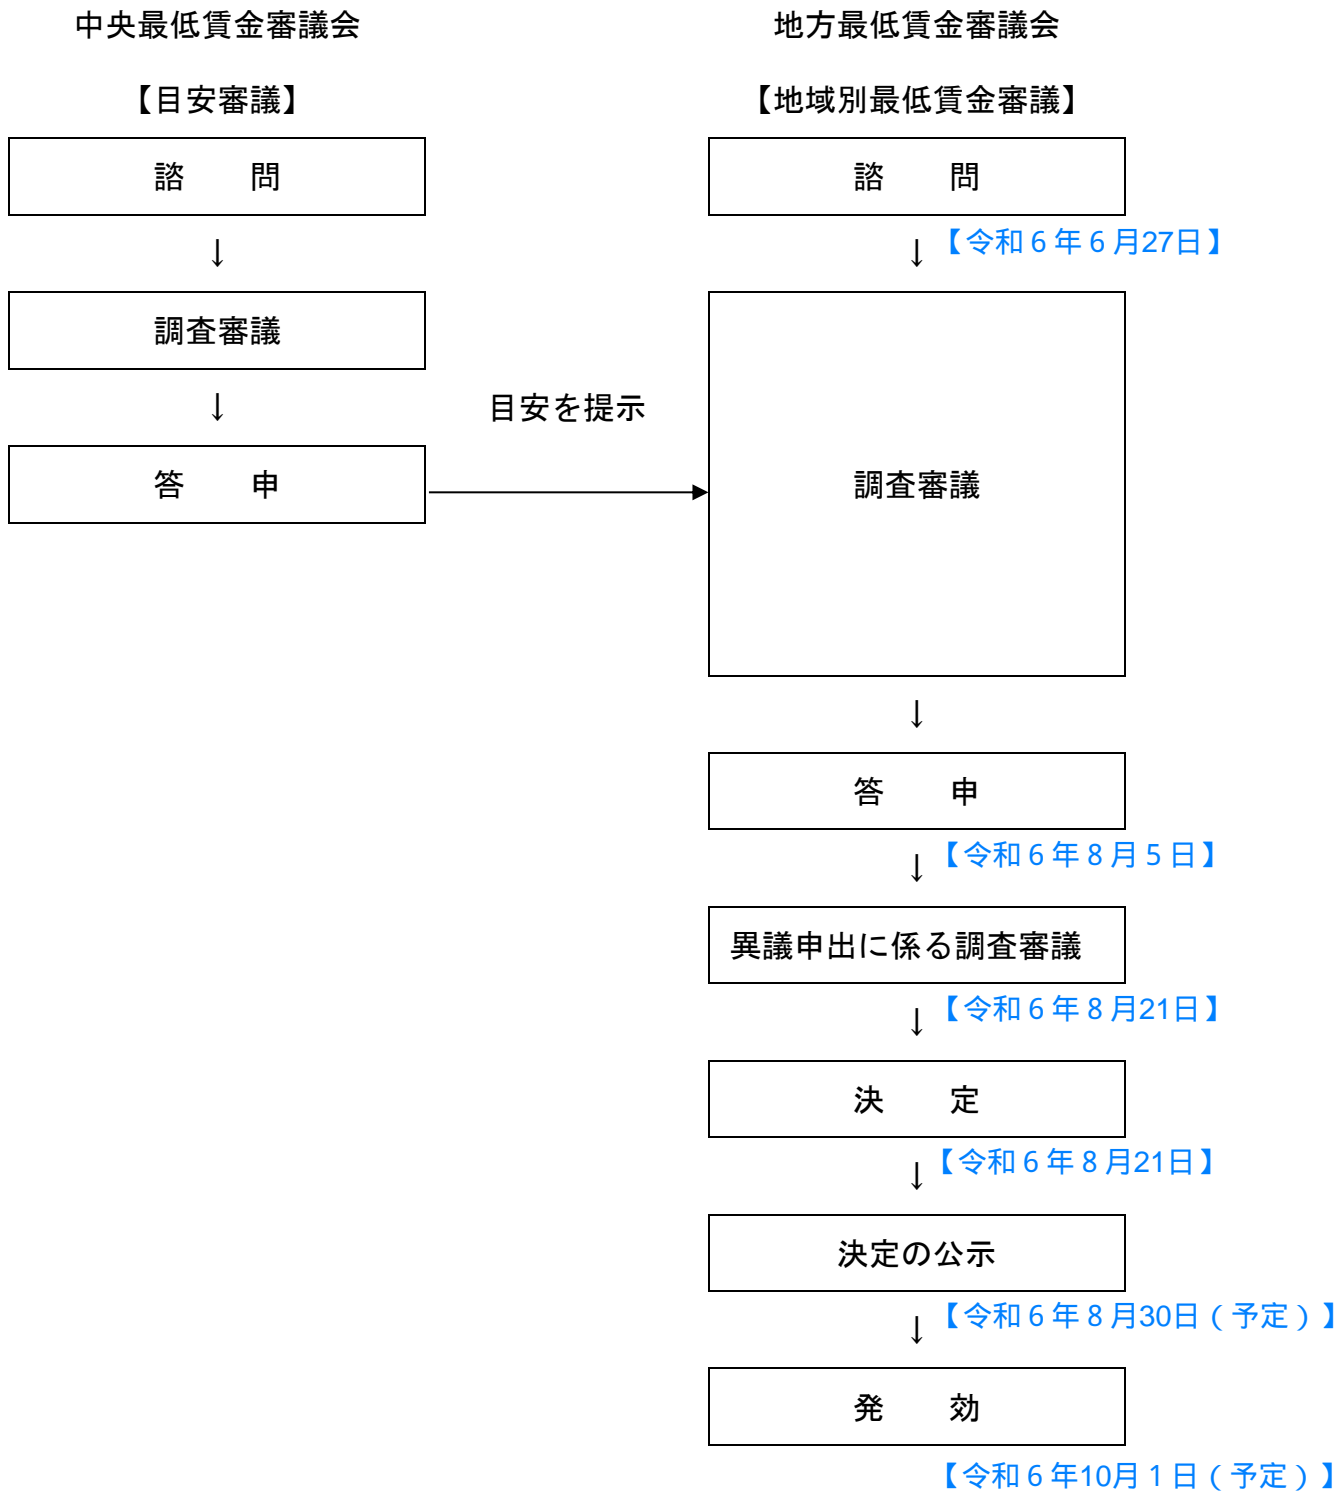 中央最低賃金審議会
【目安審議】
諮　　問
↓
調査審議
↓
答　　申
目安を提示
地方最低賃金審議会
【地域別最低賃金審議】
諮　　問
↓【令和６年６月27日】
調査審議
↓
答　　申
↓【令和６年８月５日】
異議申出に係る調査審議
↓【令和６年８月21日】
決　　定
↓【令和６年８月21日】
決定の公示
↓【令和６年８月30日（予定）】
発　　効
【令和６年10月１日（予定）】